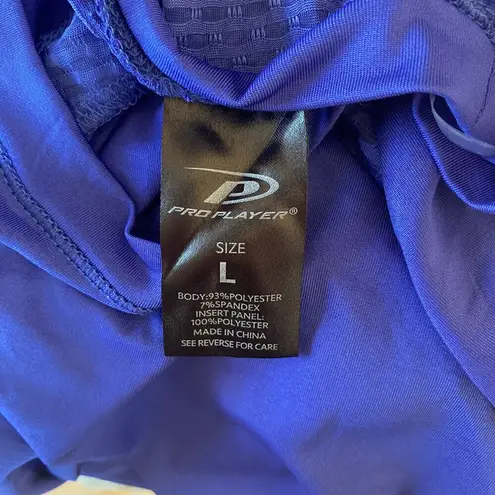 PRO PLAYER®
SIZE
L
BODY:93%POLYESTER
7%SPANDEX
INSERT PANEL:
100%POLYESTER
MADE IN CHINA
SEE REVERSE FOR CARE